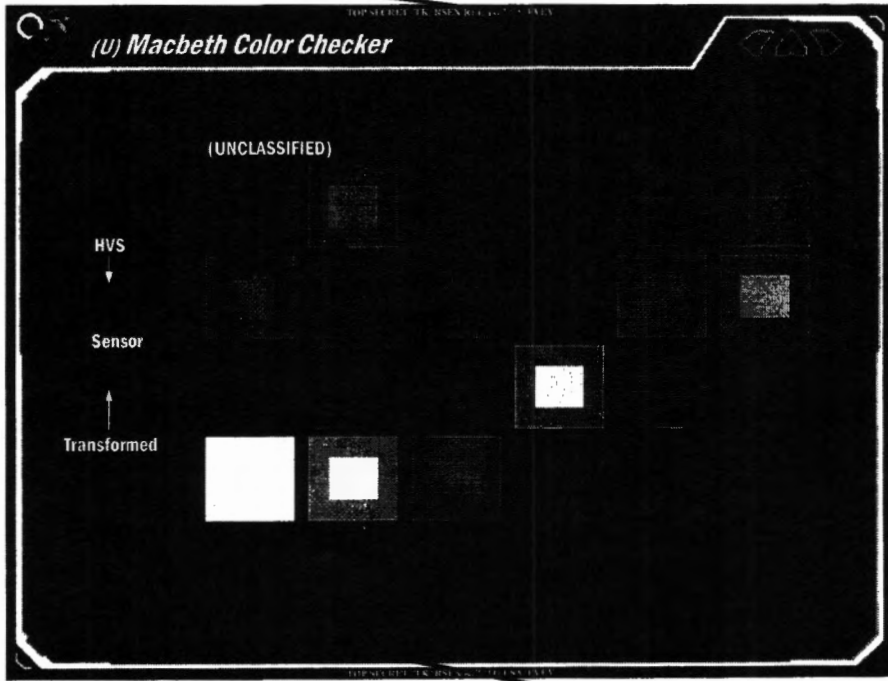 (U) Macbeth Color Checker
(UNCLASSIFIED)
HVS
Sensor
Transformed